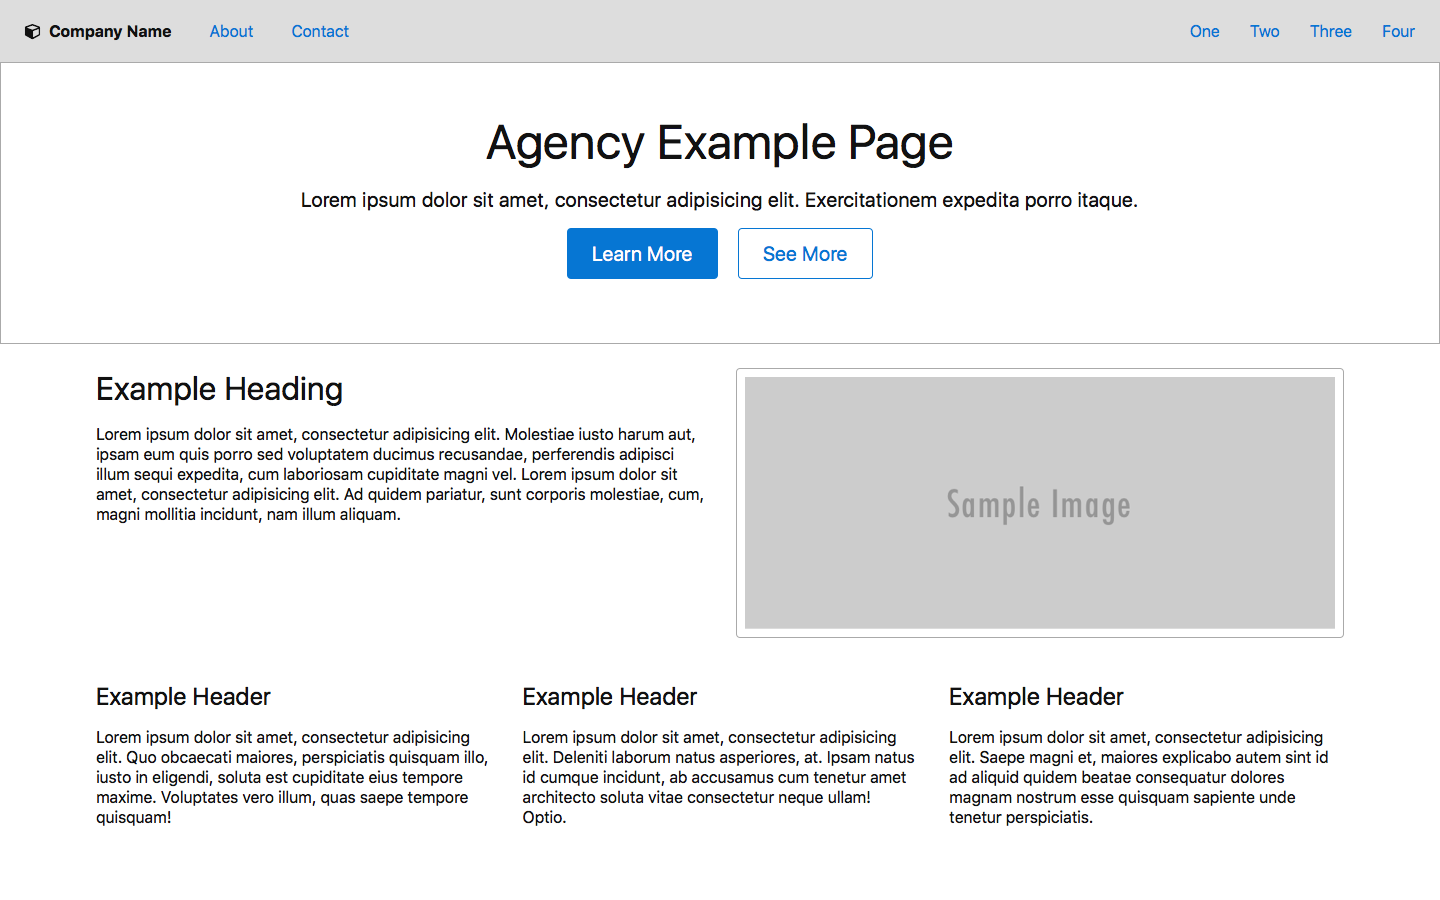 Company Name About Contact One Two Three Four
Agency Example Page
Lorem ipsum dolor sit amet, consectetur adipisicing elit. Exercitationem expedita porro itaque.
Learn More See More
Example Heading
Lorem ipsum dolor sit amet, consectetur adipisicing elit. Molestiae iusto harum aut,
ipsam eum quis porro sed voluptatem ducimus recusandae, perferendis adipisci
illum sequi expedita, cum laboriosam cupiditate magni vel. Lorem ipsum dolor sit
amet, consectetur adipisicing elit. Ad quidem pariatur, sunt corporis molestiae, cum,
magni mollitia incidunt, nam illum aliquam.
Sample Image
Example Header
Lorem ipsum dolor sit amet, consectetur adipisicing
elit. Quo obcaecati maiores, perspiciatis quisquam illo,
iusto in eligendi, soluta est cupiditate eius tempore
maxime. Voluptates vero illum, quas saepe tempore
quisquam!
Example Header
Lorem ipsum dolor sit amet, consectetur adipisicing
elit. Deleniti laborum natus asperiores, at. Ipsam natus
id cumque incidunt, ab accusamus cum tenetur amet
architecto soluta vitae consectetur neque ullam!
Optio.
Example Header
Lorem ipsum dolor sit amet, consectetur adipisicing
elit. Saepe magni et, maiores explicabo autem sint id
ad aliquid quidem beatae consequatur dolores
magnam nostrum esse quisquam sapiente unde
tenetur perspiciatis.